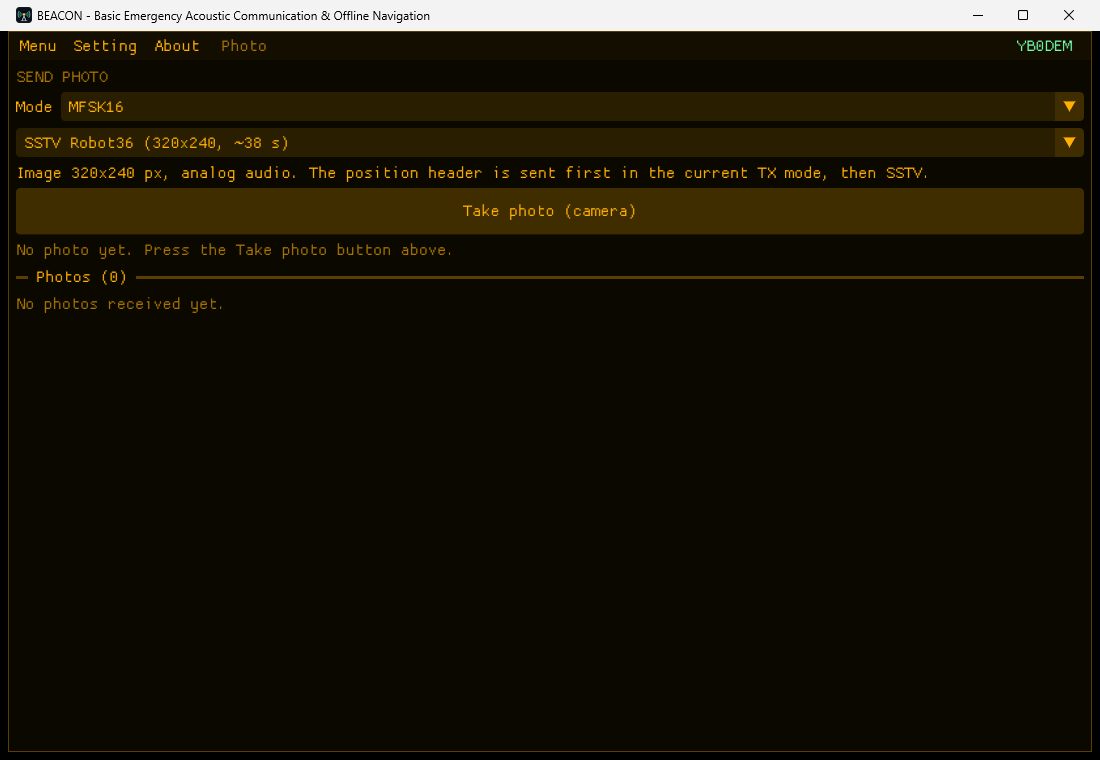 BEACON - Basic Emergency Acoustic Communication & Offline Navigation
Menu Setting About Photo YB0DEM
SEND PHOTO
Mode MFSK16
SSTV Robot36 (320x240, ~38 s)
Image 320x240 px, analog audio. The position header is sent first in the current TX mode, then SSTV.
Take photo (camera)
No photo yet. Press the Take photo button above.
Photos (0)
No photos received yet.